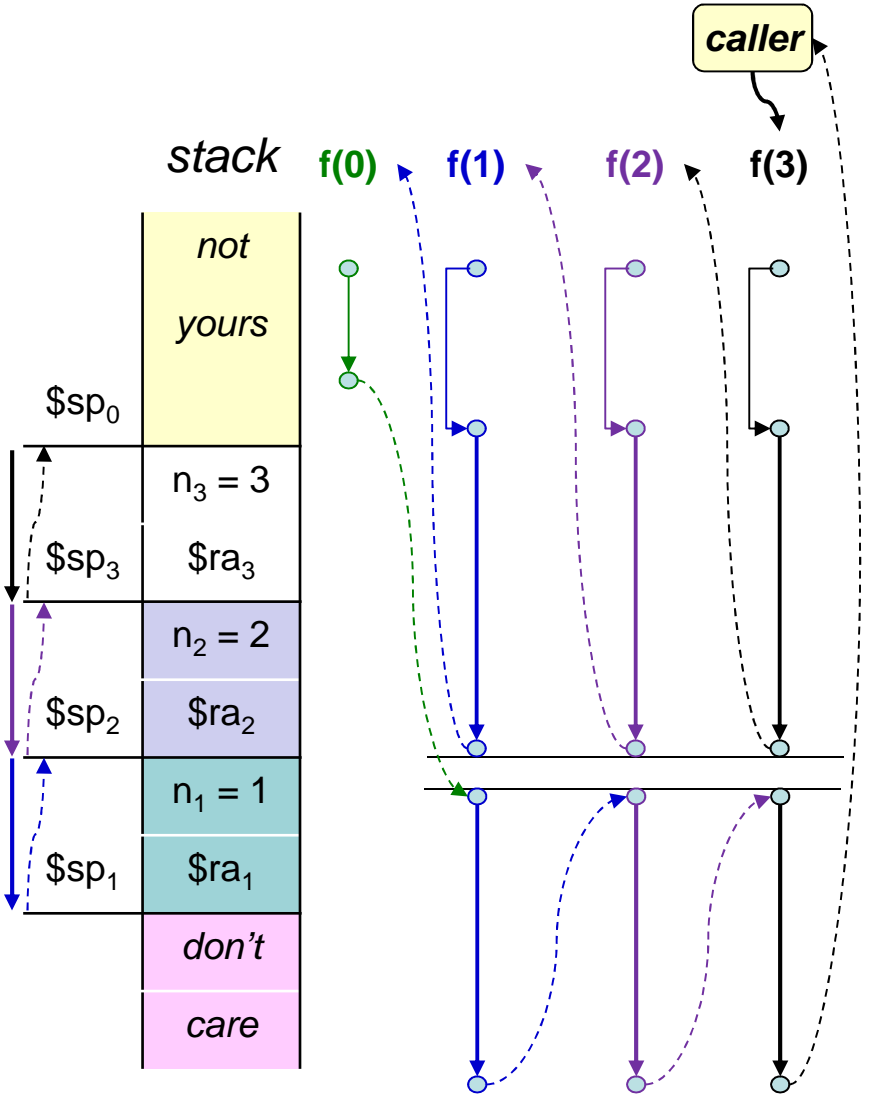 caller
stack f(0) f(1) f(2) f(3)
not
yours
$sp0
n3 = 3
$sp3 $ra3
n2 = 2
$sp2 $ra2
n1 = 1
$sp1 $ra1
don't
care